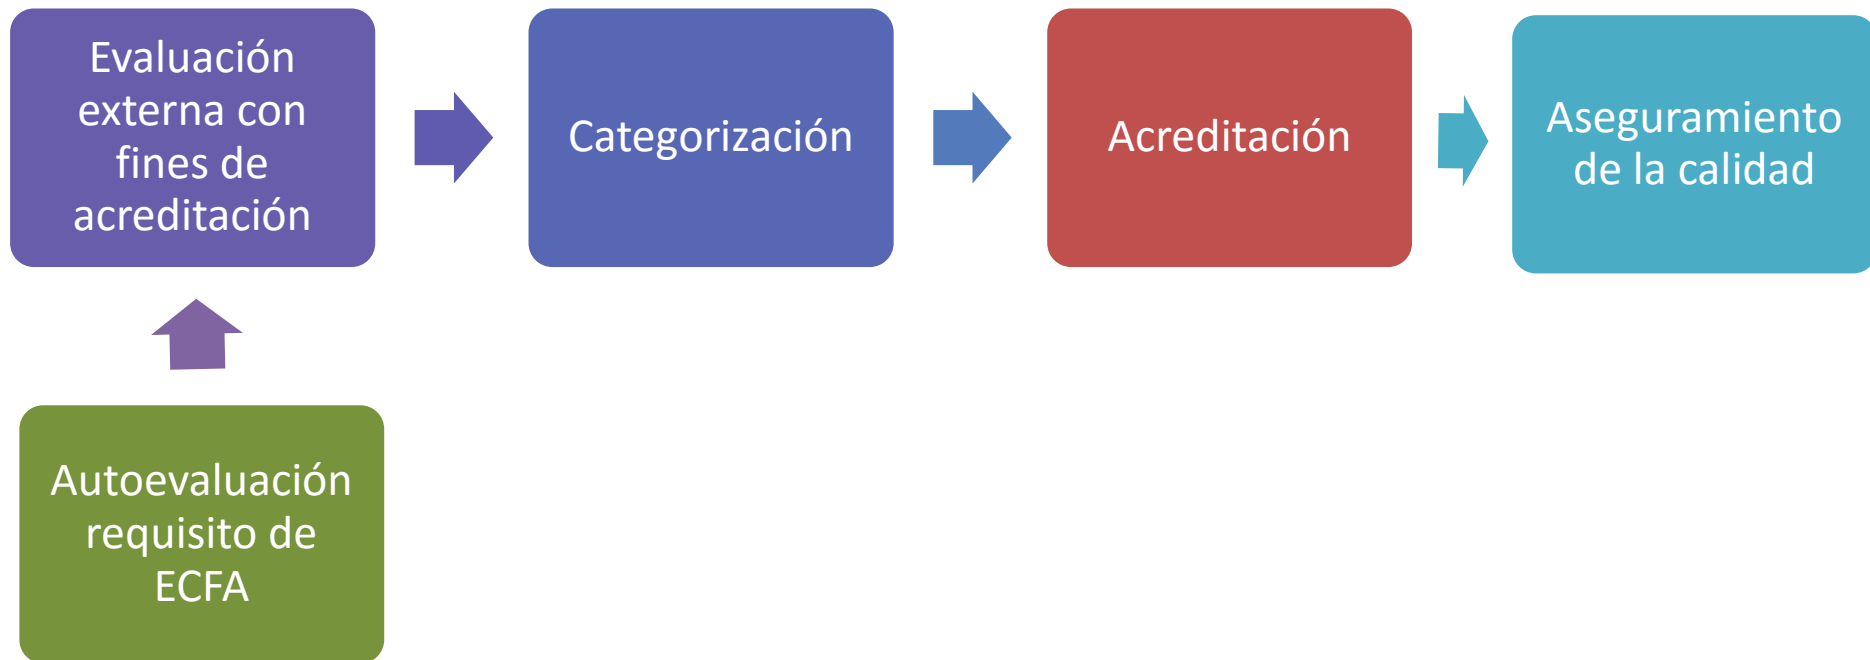 Evaluación
externa con
fines de
acreditación
Categorización
Acreditación
Aseguramiento
de la calidad
Autoevaluación
requisito de
ECFA